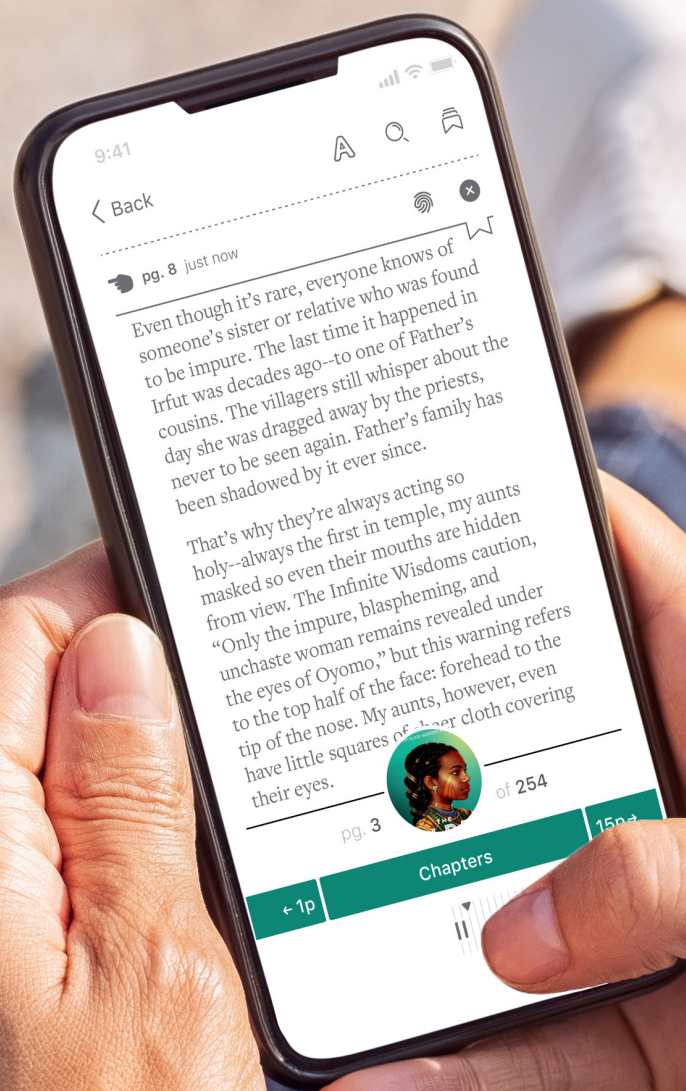 9:41
Back
pg. 8 just now
Even though it's rare, everyone knows of
someone's sister or relative who was found
to be impure. The last time it happened in
Irfut was decades ago--to one of Father's
cousins. The villagers still whisper about the
day she was dragged away by the priests,
never to be seen again. Father's family has
been shadowed by it ever since.
That's why they're always acting so
holy--always the first in temple, my aunts
masked so even their mouths are hidden
from view. The Infinite Wisdoms caution,
“Only the impure, blaspheming, and
unchaste woman remains revealed under
the eyes of Oyomo,” but this warning refers
to the top half of the face: forehead to the
tip of the nose. My aunts, however, even
have little squares of sheer cloth covering
their eyes.
pg. 3 of 254
THE
← 1p Chapters 15p→